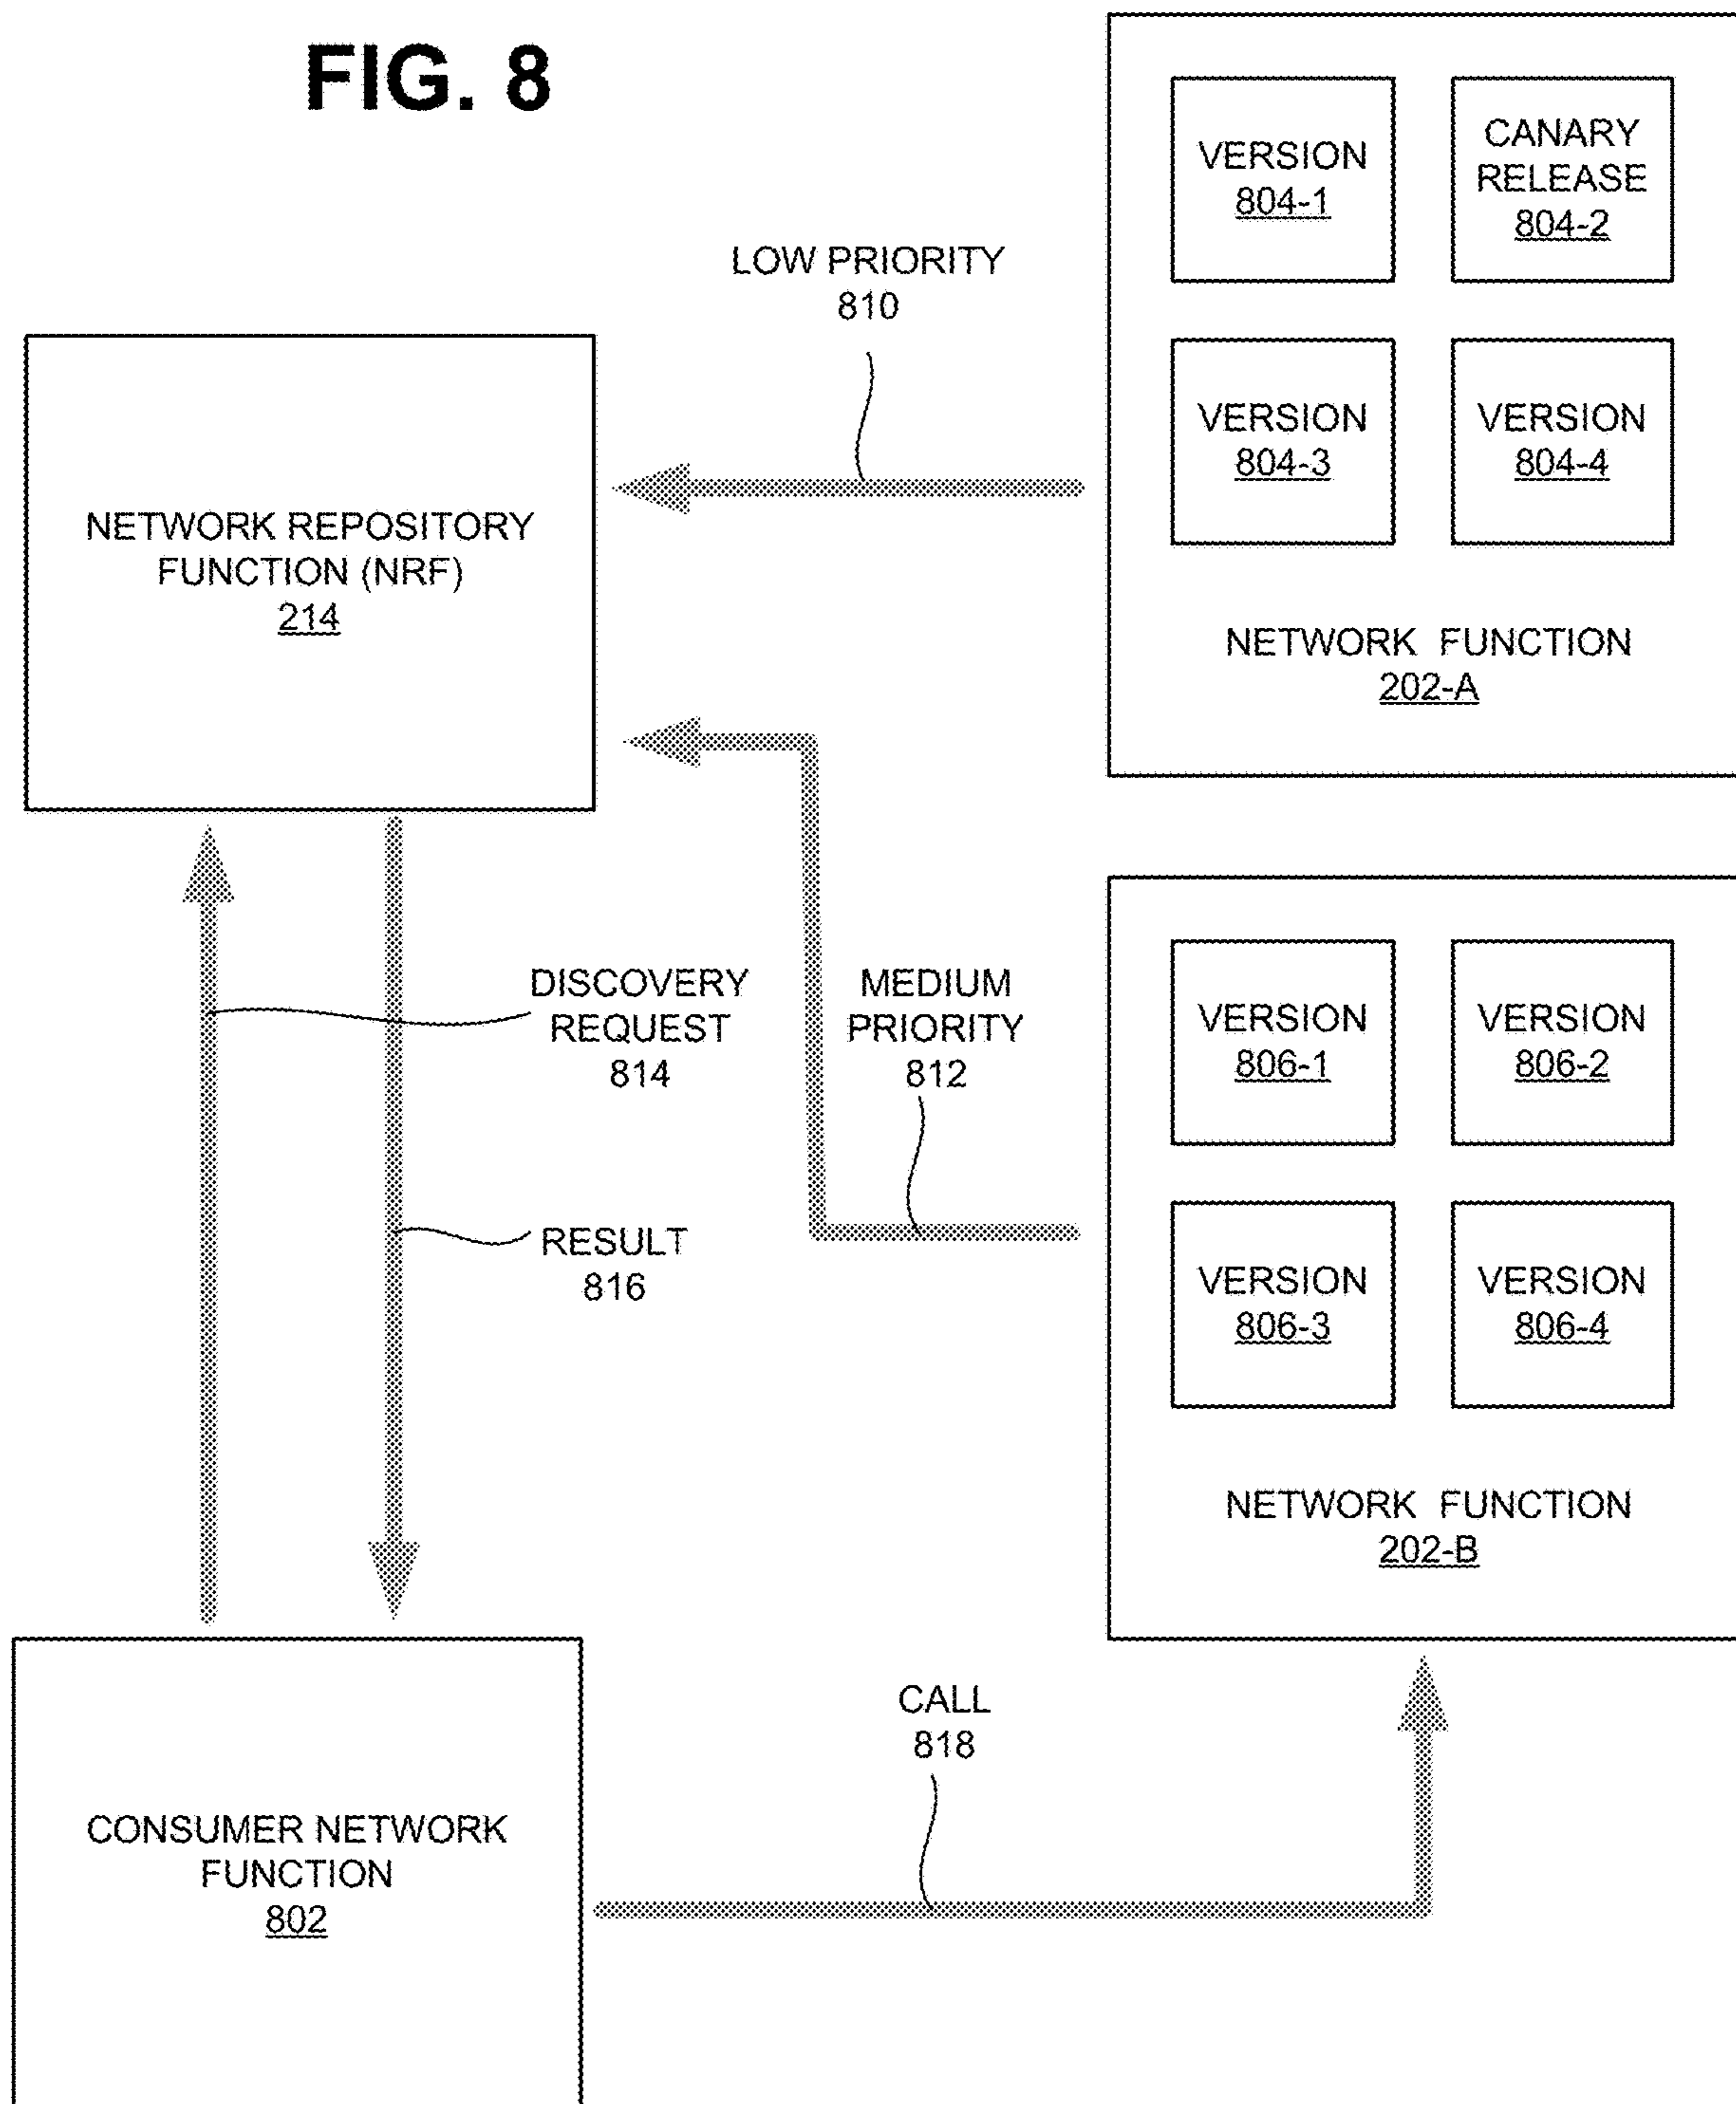 FIG. 8
VERSION
804-1
CANARY
RELEASE
804-2
LOW PRIORITY
810
VERSION
804-3
VERSION
804-4
NETWORK REPOSITORY
FUNCTION (NRF)
214
NETWORK FUNCTION
202-A
DISCOVERY
REQUEST
814
MEDIUM
PRIORITY
812
VERSION
806-1
VERSION
806-2
RESULT
816
VERSION
806-3
VERSION
806-4
NETWORK FUNCTION
202-B
CALL
818
CONSUMER NETWORK
FUNCTION
802